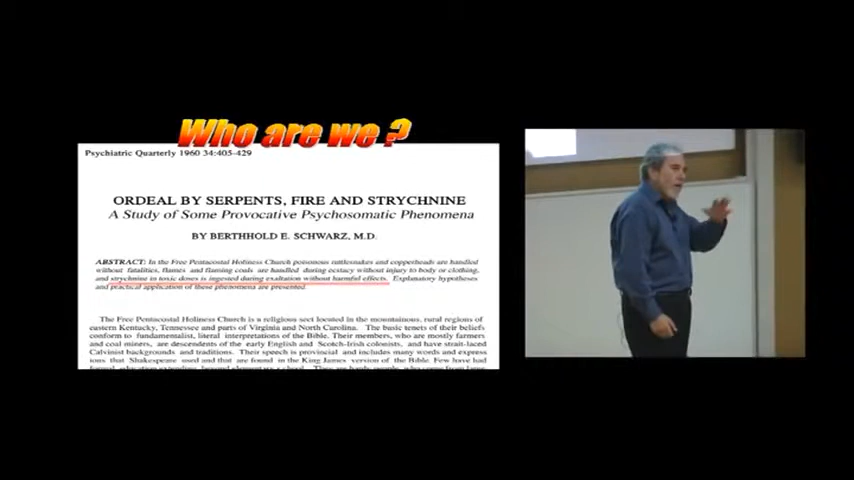 Who are we ?
Psychiatric Quarterly 1960 34:405-429
ORDEAL BY SERPENTS, FIRE AND STRYCHNINE
A Study of Some Provocative Psychosomatic Phenomena
BY BERTHHOLD E. SCHWARZ, M.D.
ABSTRACT: In the Free Pentacostal Holiness Church poisonous rattlesnakes and copperheads are handled
without fatalities, flames and flaming coals are handled during ecstacy without injury to body or clothing,
and strychnine in toxic doses is ingested during exaltation without harmful effects. Explanatory hypotheses
and practical application of these phenomena are presented.
The Free Pentacostal Holiness Church is a religious sect located in the mountainous, rural regions of
eastern Kentucky, Tennessee and parts of Virginia and North Carolina. The basic tenets of their beliefs
conform to fundamentalist, literal interpretations of the Bible. Their members, who are mostly farmers
and coal miners, are descendents of the early English and Scotch-Irish colonists, and have strait-laced
Calvinist backgrounds and traditions. Their speech is provincial and includes many words and express
ions that Shakespeare used and that are found in the King James version of the Bible. Few have had